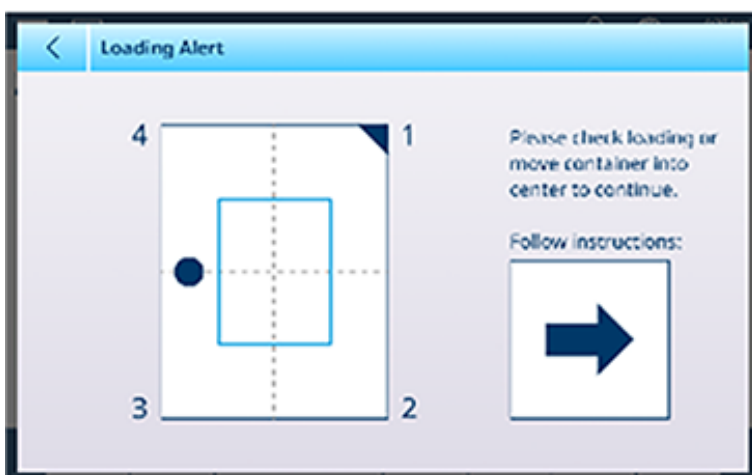 Loading Alert
4
1
Please check loading or
move container into
center to continue.
Follow instructions:
3
2